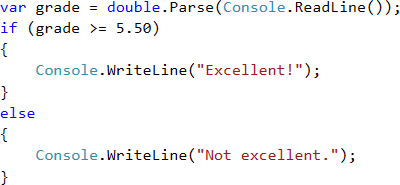 var grade = double.Parse(Console.ReadLine());
if (grade >= 5.50)
{
    Console.WriteLine("Excellent!");
}
else
{
    Console.WriteLine("Not excellent.");
}